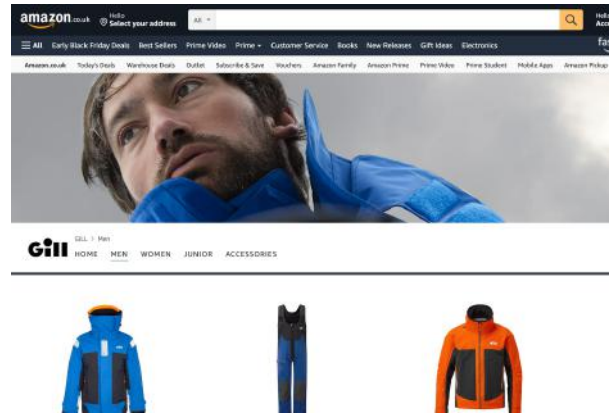 amazon.co.uk
Hello
Select your address
All
Hello
Acco
All Early Black Friday Deals Best Sellers Prime Video Prime Customer Service Books New Releases Gift Ideas Electronics
Amazon.co.uk Today's Deals Warehouse Deals Outlet Subscribe & Save Vouchers Amazon Family Amazon Prime Prime Video Prime Student Mobile Apps Amazon Pickup
Gill
GILL > Men
HOME MEN WOMEN JUNIOR ACCESSORIES